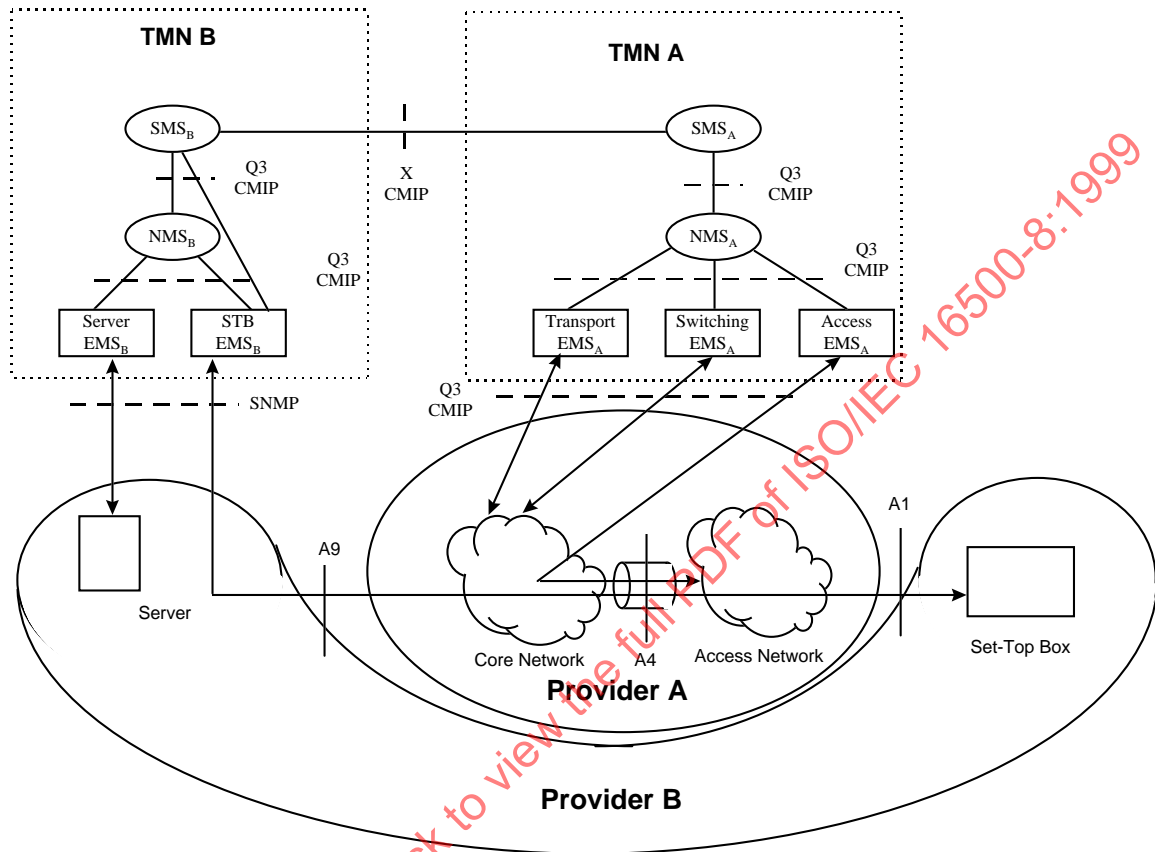 TMN B
TMN A
SMSB
SMSA
Q3
CMIP
X
CMIP
Q3
CMIP
NMSB
NMSA
Q3
CMIP
Q3
CMIP
Server
EMSB
STB
EMSB
Transport
EMSA
Switching
EMSA
Access
EMSA
SNMP
Q3
CMIP
A9
A1
Server
Core Network
A4
Access Network
Set-Top Box
Provider A
Provider B
ck to view the full PDF of ISO/IEC 16500-8:1999